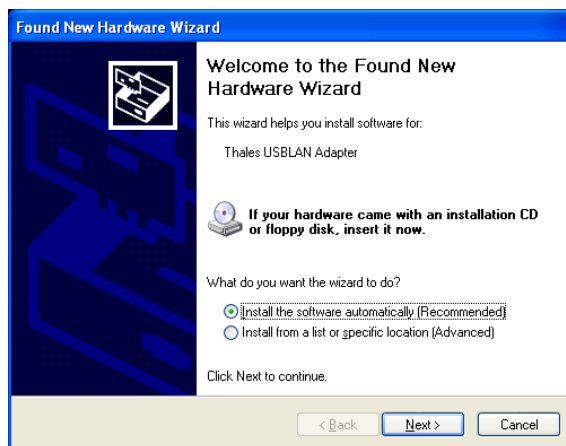 Found New Hardware Wizard
Welcome to the Found New
Hardware Wizard
This wizard helps you install software for:
Thales USBLAN Adapter
If your hardware came with an installation CD
or floppy disk, insert it now.
What do you want the wizard to do?
Install the software automatically (Recommended)
Install from a list or specific location (Advanced)
Click Next to continue.
< Back Next > Cancel